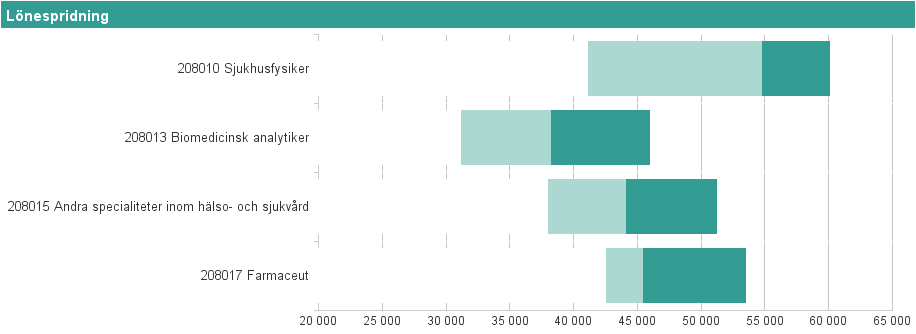 Lönespridning
208010 Sjukhusfysiker
208013 Biomedicinsk analytiker
208015 Andra specialiteter inom hälso- och sjukvård
208017 Farmaceut
20 000 25 000 30 000 35 000 40 000 45 000 50 000 55 000 60 000 65 000